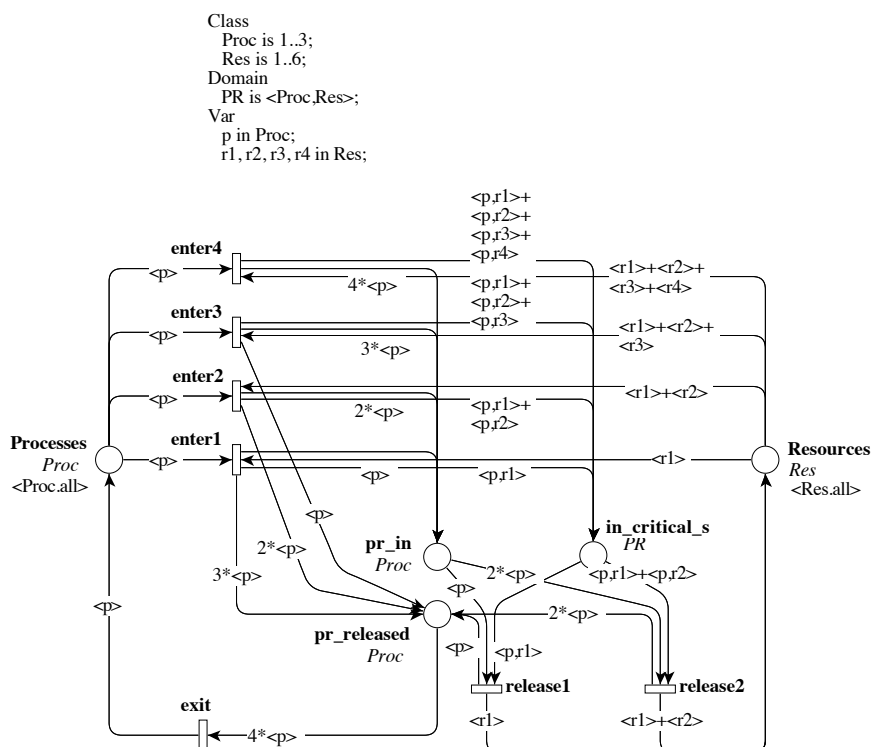 Class
Proc is 1..3;
Res is 1..6;
Domain
PR is <Proc,Res>;
Var
p in Proc;
r1, r2, r3, r4 in Res;
<p,r1>+
<p,r2>+
<p,r3>+
<p,r4>
enter4
<p>
4*<p>
<r1>+<r2>+
<r3>+<r4>
<p,r1>+
<p,r2>+
<p,r3>
enter3
<p>
3*<p>
<r1>+<r2>+
<r3>
enter2
<p>
2*<p>
<p,r1>+
<p,r2>
<r1>+<r2>
Processes
Proc
<Proc.all>
<p>
enter1
<p>
<p,r1>
<r1>
Resources
Res
<Res.all>
<p>
2*<p>
3*<p>
pr_in
Proc
in_critical_s
PR
2*<p>
<p>
<p,r1>+<p,r2>
<p>
pr_released
Proc
<p>
<p,r1>
2*<p>
release1
release2
exit
4*<p>
<r1>
<r1>+<r2>